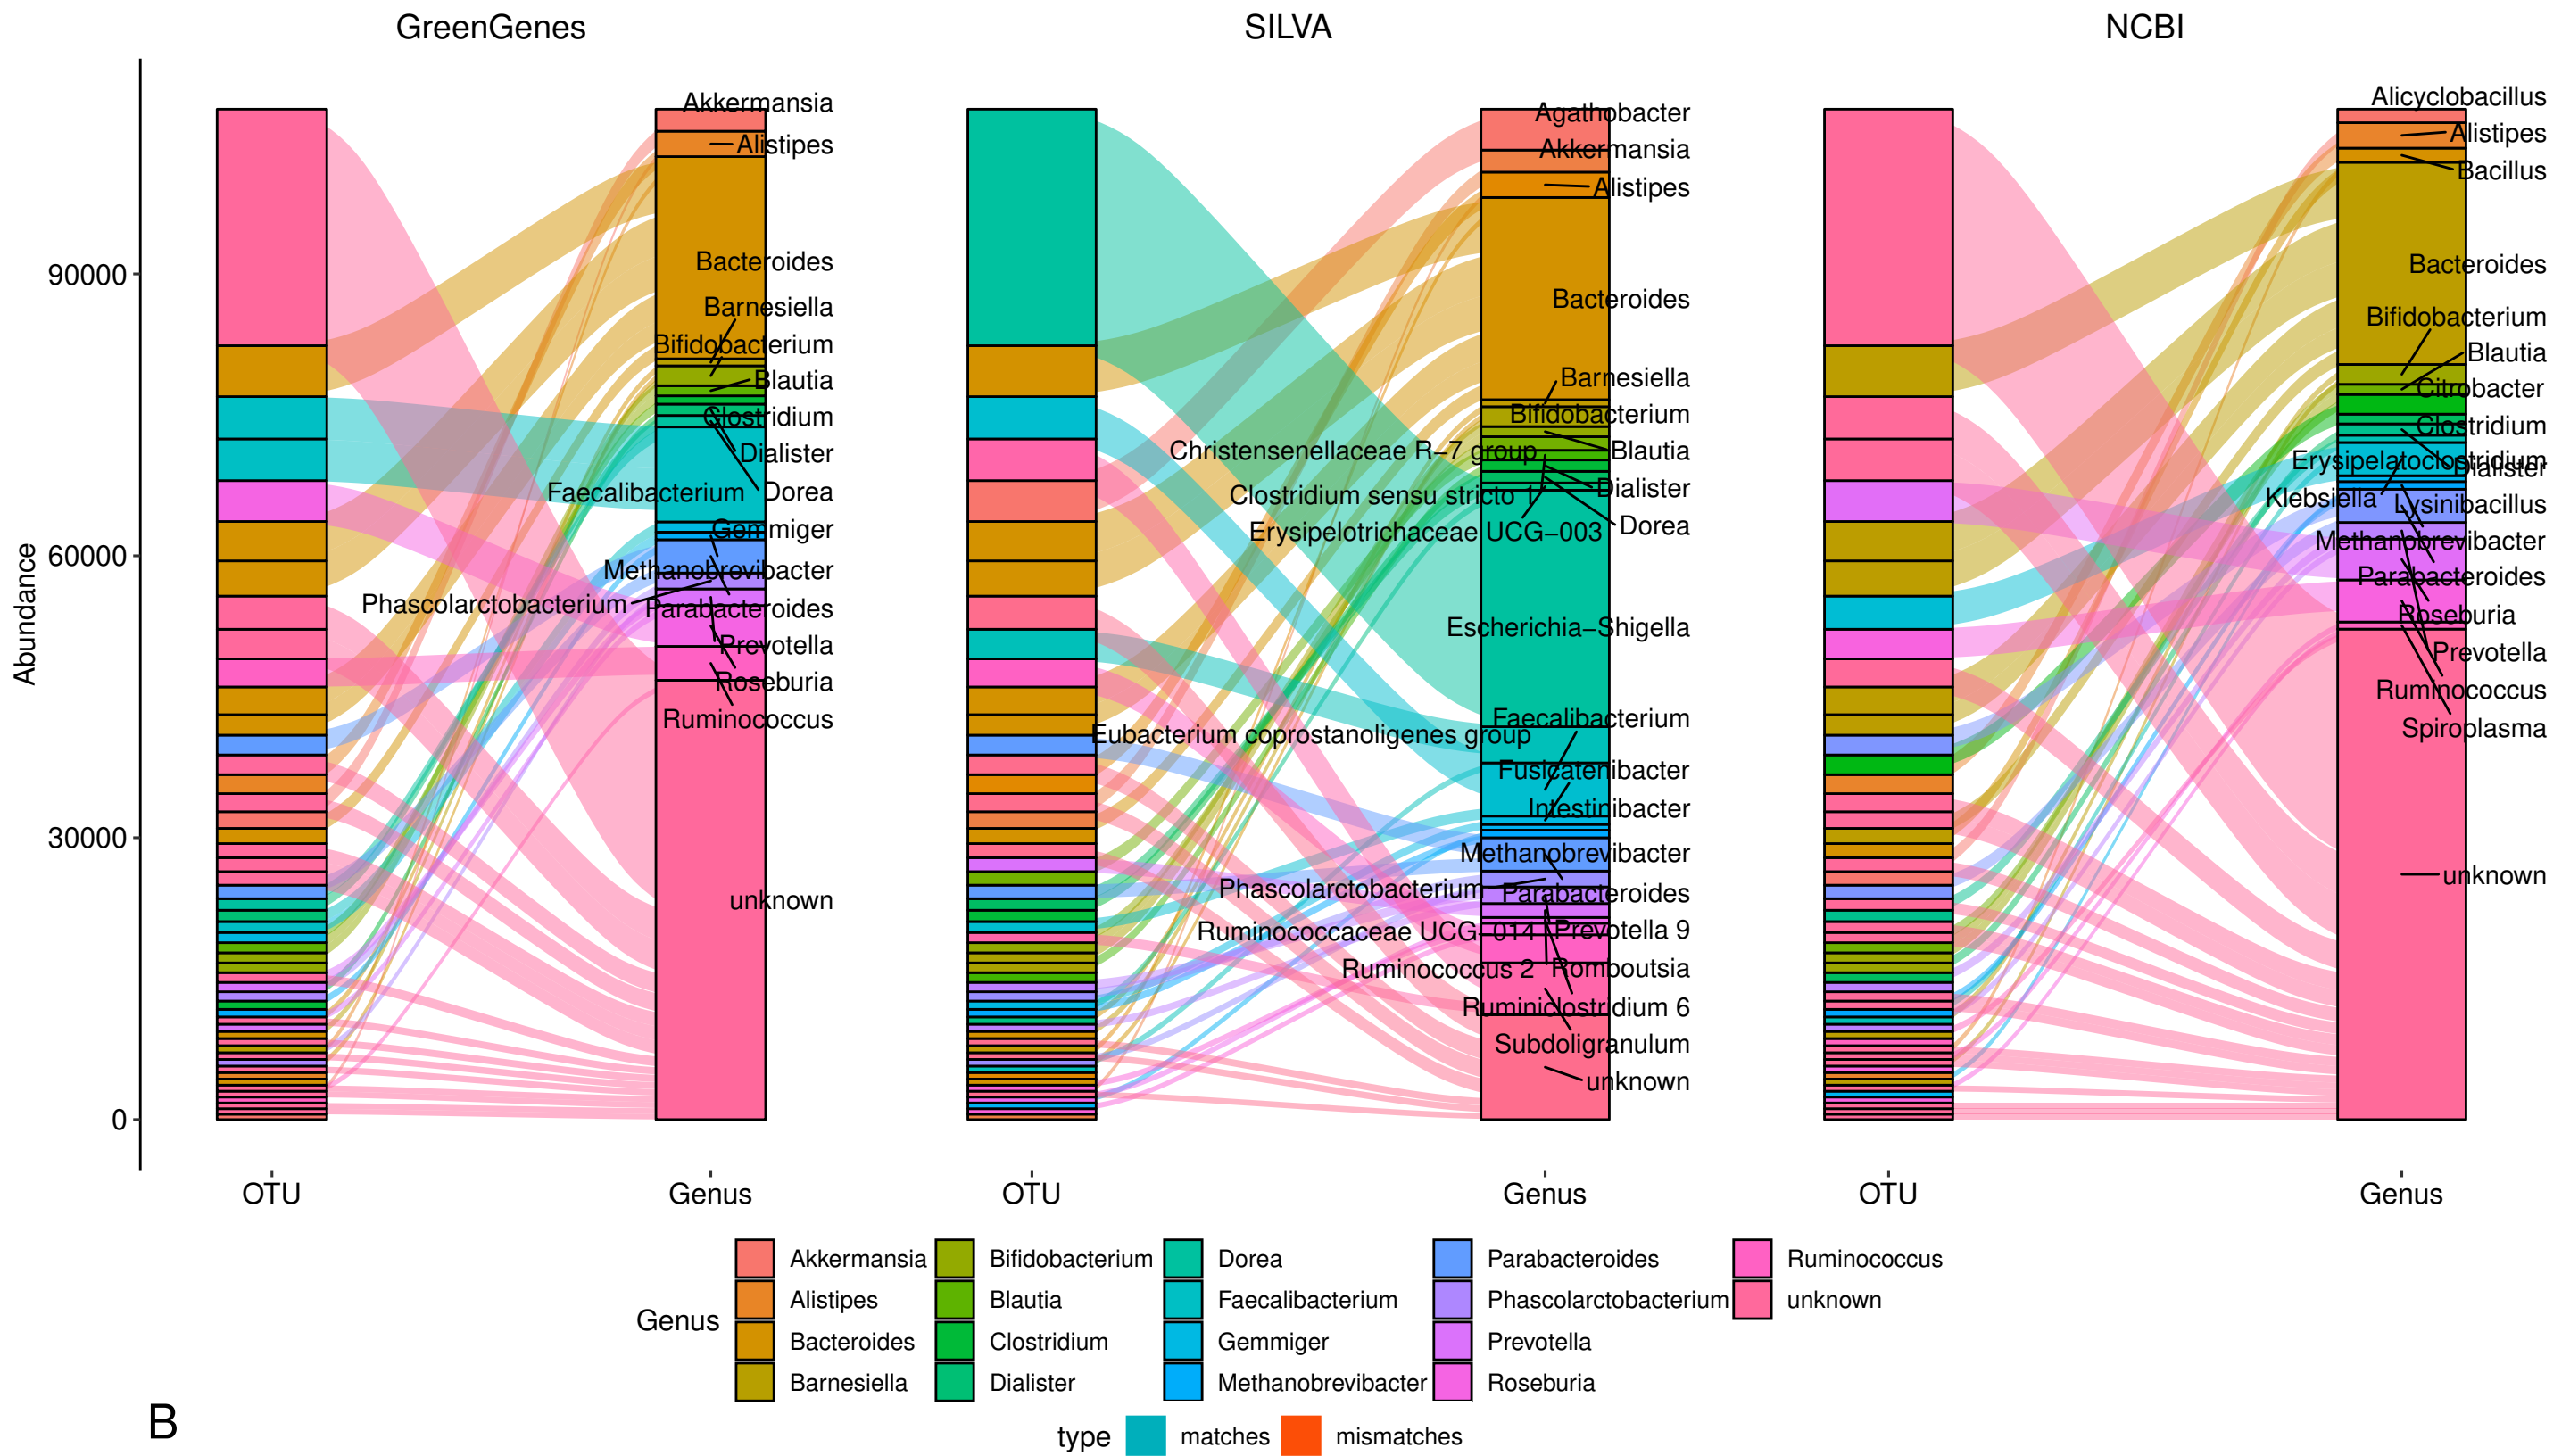 GreenGenes
SILVA
NCBI
Abundance
90000
60000
30000
0
Akkermansia
Alistipes
Bacteroides
Barnesiella
Bifidobacterium
Blautia
Clostridium
Dialister
Faecalibacterium
Dorea
Gemmiger
Methanobrevibacter
Phascolarctobacterium
Parabacteroides
Prevotella
Roseburia
Ruminococcus
unknown
Agathobacter
Akkermansia
Alistipes
Bacteroides
Barnesiella
Bifidobacterium
Christensenellaceae R−7 group
Blautia
Clostridium sensu stricto 1
Dialister
Erysipelotrichaceae UCG−003
Dorea
Escherichia−Shigella
Faecalibacterium
Eubacterium coprostanoligenes group
Fusicatenibacter
Intestinibacter
Methanobrevibacter
Phascolarctobacterium
Parabacteroides
Ruminococcaceae UCG−014
Prevotella 9
Ruminococcus 2
Romboutsia
Ruminiclostridium 6
Subdoligranulum
unknown
Alicyclobacillus
Alistipes
Bacillus
Bacteroides
Bifidobacterium
Blautia
Citrobacter
Clostridium
Erysipelatoclostridium
Dialister
Klebsiella
Lysinibacillus
Methanobrevibacter
Parabacteroides
Roseburia
Prevotella
Ruminococcus
Spiroplasma
unknown
OTU
Genus
OTU
Genus
OTU
Genus
Genus
Akkermansia
Alistipes
Bacteroides
Barnesiella
Bifidobacterium
Blautia
Clostridium
Dialister
Dorea
Faecalibacterium
Gemmiger
Methanobrevibacter
Parabacteroides
Phascolarctobacterium
Prevotella
Roseburia
Ruminococcus
unknown
B
type
matches
mismatches